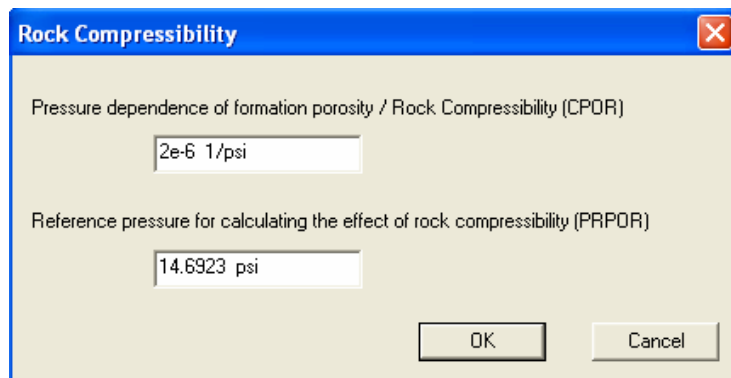 Rock Compressibility
Pressure dependence of formation porosity / Rock Compressibility (CPOR)
2e-6 1/psi
Reference pressure for calculating the effect of rock compressibility (PRPOR)
14.6923 psi
OK Cancel